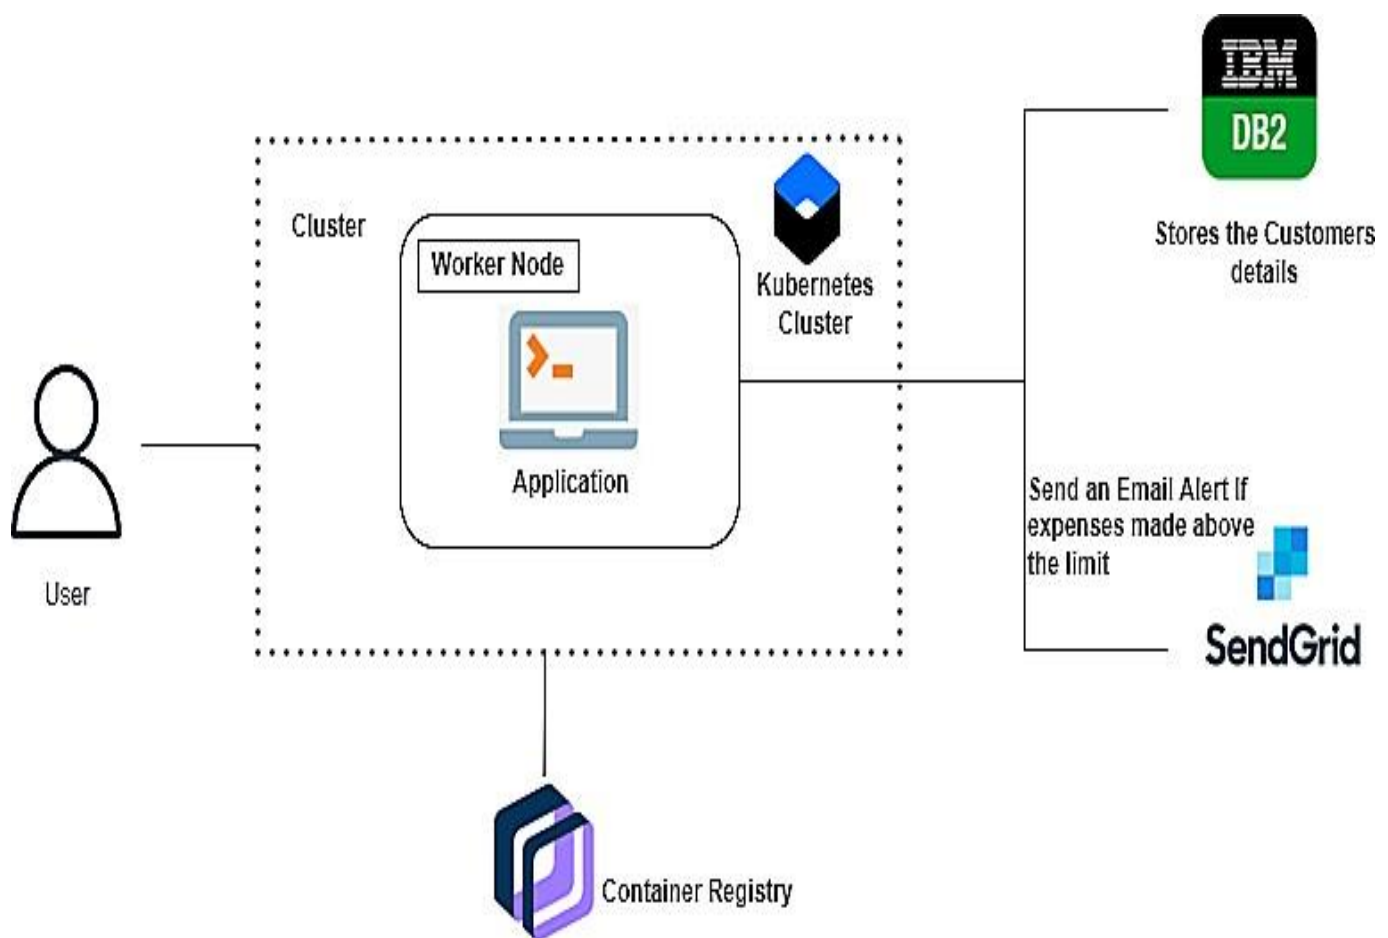 IBM
DB2
Stores the Customers
details
Cluster
Worker Node
Kubernetes
Cluster
Application
User
Send an Email Alert If
expenses made above
the limit
SendGrid
Container Registry